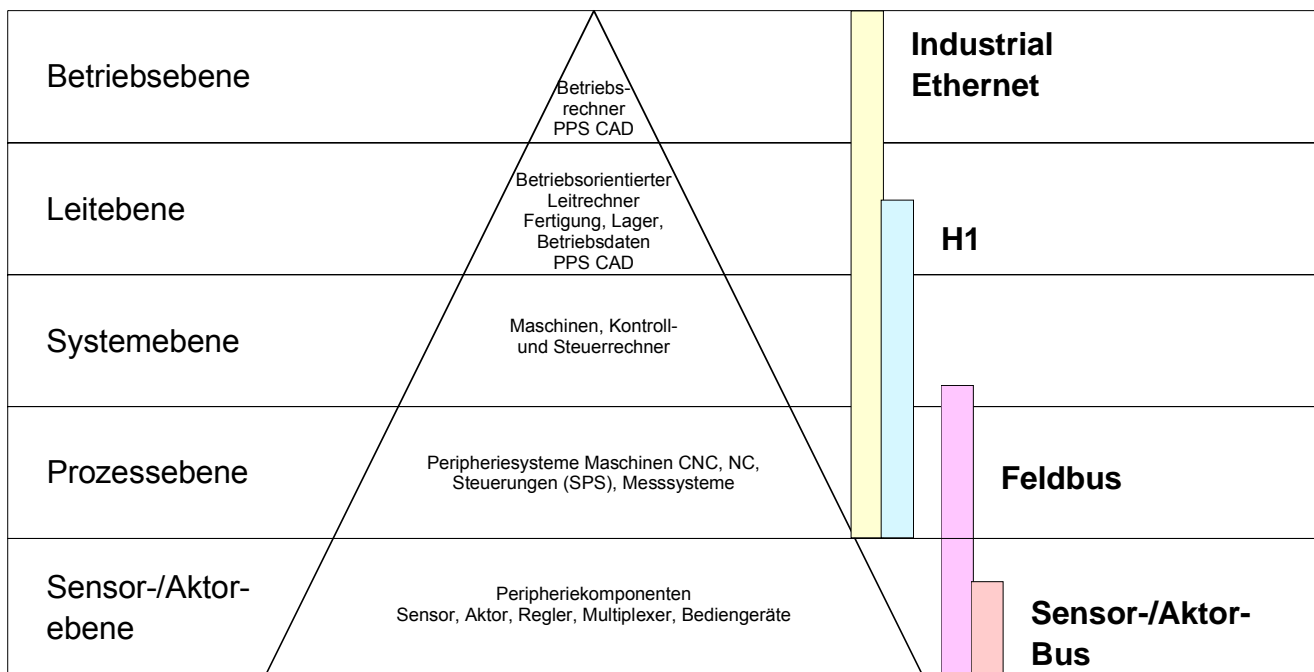 Betriebsebene
Betriebs-
rechner
PPS CAD
Industrial
Ethernet
Leitebene
Betriebsorientierter
Leitrechner
Fertigung, Lager,
Betriebsdaten
PPS CAD
H1
Systemebene
Maschinen, Kontroll-
und Steuerrechner
Prozessebene
Peripheriesysteme Maschinen CNC, NC,
Steuerungen (SPS), Messsysteme
Feldbus
Sensor-/Aktor-
ebene
Peripheriekomponenten
Sensor, Aktor, Regler, Multiplexer, Bediengeräte
Sensor-/Aktor-
Bus